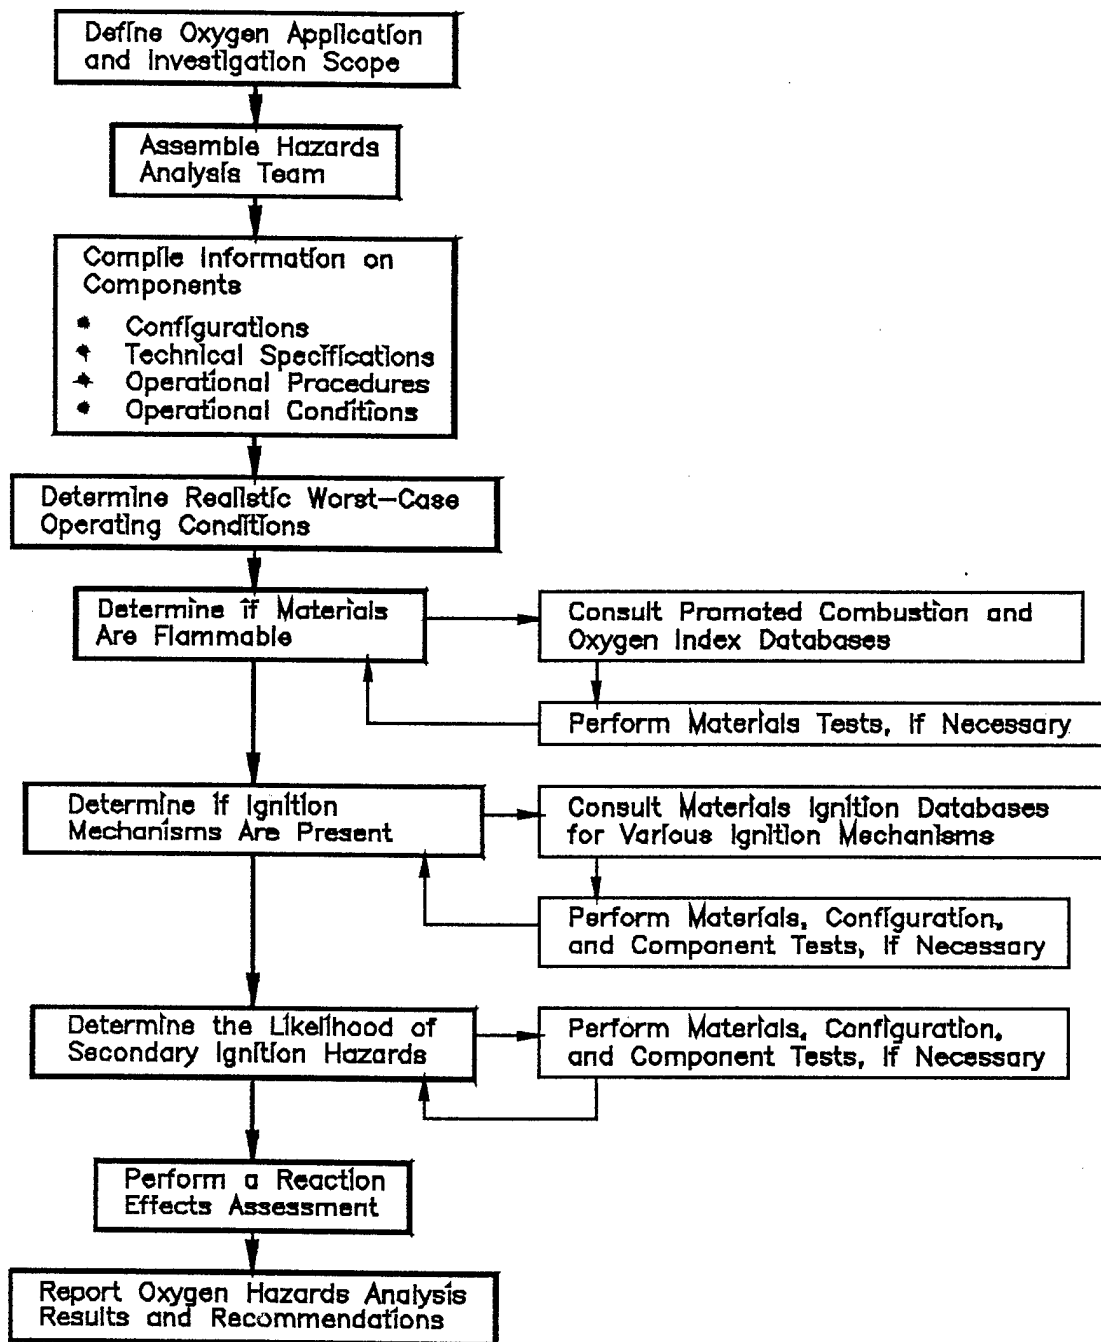 Define Oxygen Application
and Investigation Scope
Assemble Hazards
Analysis Team
Compile Information on
Components
• Configurations
• Technical Specifications
• Operational Procedures
• Operational Conditions
Determine Realistic Worst-Case
Operating Conditions
Determine if Materials
Are Flammable
Consult Promoted Combustion and
Oxygen Index Databases
Perform Materials Tests, If Necessary
Determine if Ignition
Mechanisms Are Present
Consult Materials Ignition Databases
for Various Ignition Mechanisms
Perform Materials, Configuration,
and Component Tests, If Necessary
Determine the Likelihood of
Secondary Ignition Hazards
Perform Materials, Configuration,
and Component Tests, If Necessary
Perform a Reaction
Effects Assessment
Report Oxygen Hazards Analysis
Results and Recommendations